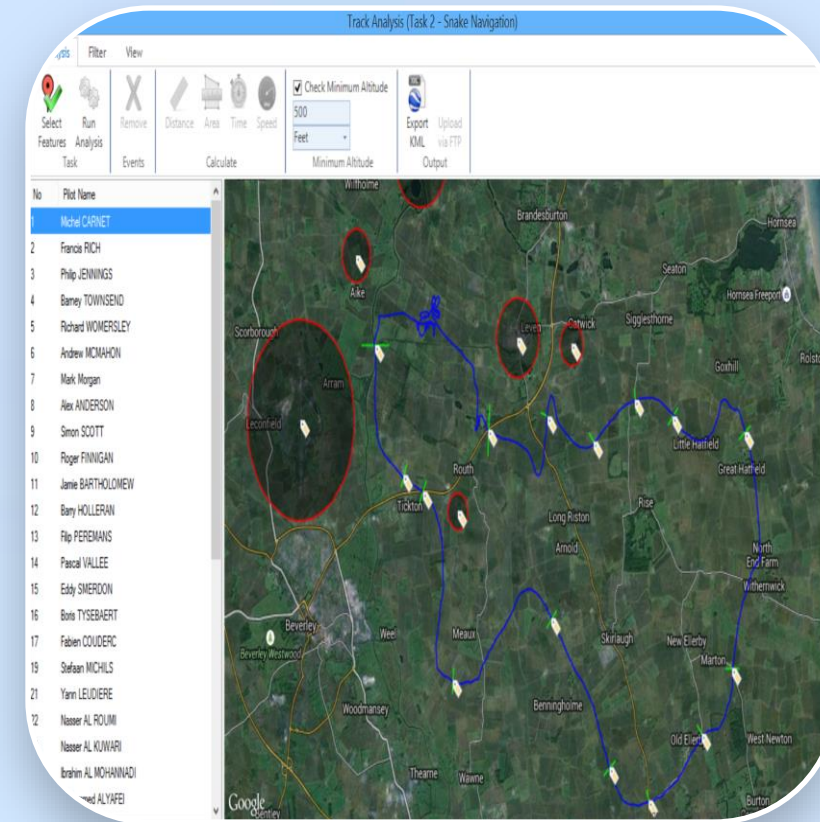 Track Analysis (Task 2 - Snake Navigation)
Filter View
Select Features
Run Analysis
Remove
Distance
Area
Time
Speed
Check Minimum Altitude
500
Feet
Export KML
Upload via FTP
Task
Events
Calculate
Minimum Altitude
Output
No Pilot Name
1 Michel CARNET
2 Francis RICH
3 Philip JENNINGS
4 Barney TOWNSEND
5 Richard WOMERSLEY
6 Andrew MCMAHON
7 Mark Morgan
8 Alex ANDERSON
9 Simon SCOTT
10 Roger FINNIGAN
11 Jamie BARTHOLOMEW
12 Barry HOLLERAN
13 Filip PEREMANS
14 Pascal VALLEE
15 Eddy SMERDON
16 Boris TYSEBAERT
17 Fabien COUDERC
19 Stefaan MICHILS
21 Yann LEUDIERE
22 Nasser AL ROUMI
Nasser AL KUWARI
Ibrahim AL MOHANNADI
ALYAFEI
Wilfholme
Brandesburton
Hornsea
Seaton
Aike
Hornsea Freeport
Scorborough
Leven
Catwick
Sigglesthorne
Goxhill
Arram
Leconfield
Little Hatfield
Great Hatfield
Routh
Tickton
Long Riston
Rise
Arnold
North End Farm
Withernwick
Beverley
Weel
Meaux
Skirlaugh
New Ellerby
Beverley Westwood
Marton
Woodmansey
Benningholme
Old Ellerby
West Newton
Thearne
Wawne
Burton
Google